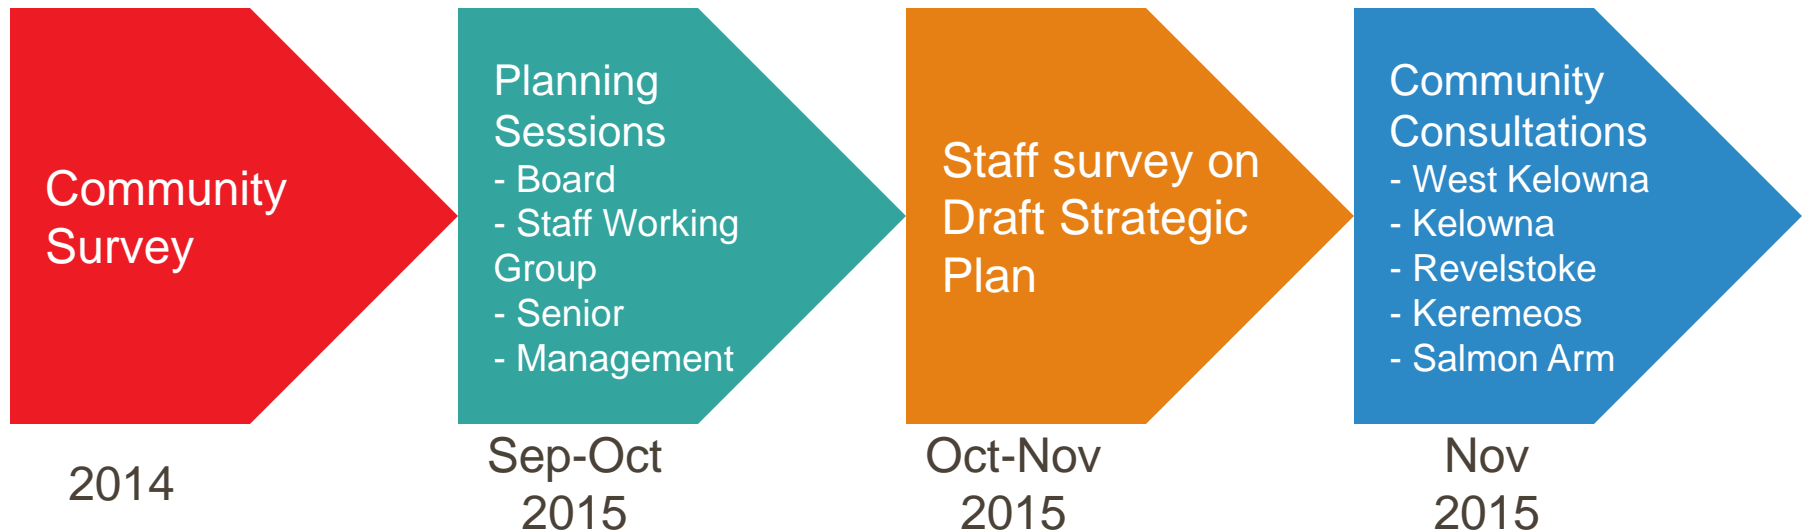 Community
Survey
2014
Planning
Sessions
- Board
- Staff Working
Group
- Senior
- Management
Sep-Oct
2015
Staff survey on
Draft Strategic
Plan
Oct-Nov
2015
Community
Consultations
- West Kelowna
- Kelowna
- Revelstoke
- Keremeos
- Salmon Arm
Nov
2015